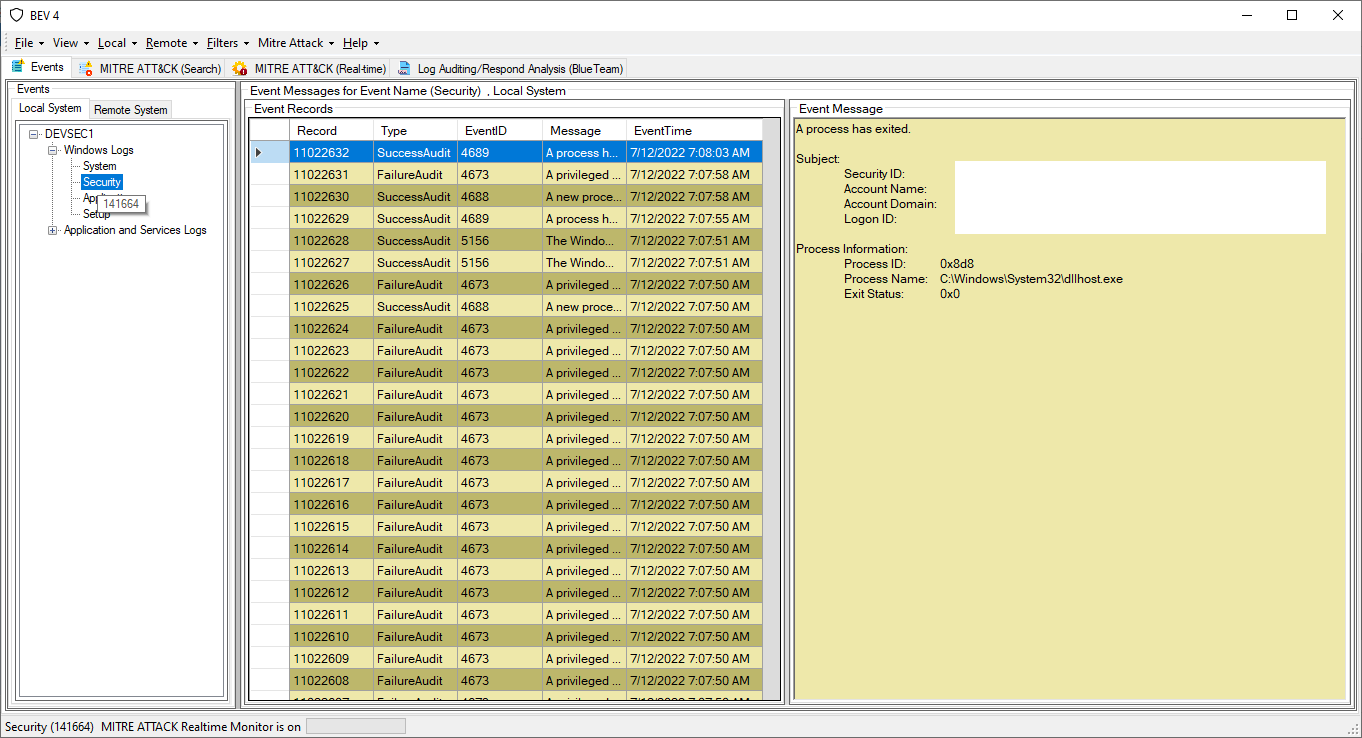 BEV 4
File View Local Remote Filters Mitre Attack Help
Events MITRE ATT&CK (Search) MITRE ATT&CK (Real-time) Log Auditing/Respond Analysis (BlueTeam)
Events
Local System Remote System
DEVSEC1
Windows Logs
System
Security
141664
Setup
Application and Services Logs
Event Messages for Event Name (Security) , Local System
Event Records
Record Type EventID Message EventTime
11022632 SuccessAudit 4689 A process h... 7/12/2022 7:08:03 AM
11022631 FailureAudit 4673 A privileged ... 7/12/2022 7:07:58 AM
11022630 SuccessAudit 4688 A new proce... 7/12/2022 7:07:58 AM
11022629 SuccessAudit 4689 A process h... 7/12/2022 7:07:55 AM
11022628 SuccessAudit 5156 The Windo... 7/12/2022 7:07:51 AM
11022627 SuccessAudit 5156 The Windo... 7/12/2022 7:07:51 AM
11022626 FailureAudit 4673 A privileged ... 7/12/2022 7:07:50 AM
11022625 SuccessAudit 4688 A new proce... 7/12/2022 7:07:50 AM
11022624 FailureAudit 4673 A privileged ... 7/12/2022 7:07:50 AM
11022623 FailureAudit 4673 A privileged ... 7/12/2022 7:07:50 AM
11022622 FailureAudit 4673 A privileged ... 7/12/2022 7:07:50 AM
11022621 FailureAudit 4673 A privileged ... 7/12/2022 7:07:50 AM
11022620 FailureAudit 4673 A privileged ... 7/12/2022 7:07:50 AM
11022619 FailureAudit 4673 A privileged ... 7/12/2022 7:07:50 AM
11022618 FailureAudit 4673 A privileged ... 7/12/2022 7:07:50 AM
11022617 FailureAudit 4673 A privileged ... 7/12/2022 7:07:50 AM
11022616 FailureAudit 4673 A privileged ... 7/12/2022 7:07:50 AM
11022615 FailureAudit 4673 A privileged ... 7/12/2022 7:07:50 AM
11022614 FailureAudit 4673 A privileged ... 7/12/2022 7:07:50 AM
11022613 FailureAudit 4673 A privileged ... 7/12/2022 7:07:50 AM
11022612 FailureAudit 4673 A privileged ... 7/12/2022 7:07:50 AM
11022611 FailureAudit 4673 A privileged ... 7/12/2022 7:07:50 AM
11022610 FailureAudit 4673 A privileged ... 7/12/2022 7:07:50 AM
11022609 FailureAudit 4673 A privileged ... 7/12/2022 7:07:50 AM
11022608 FailureAudit 4673 A privileged ... 7/12/2022 7:07:50 AM
Event Message
A process has exited.
Subject:
Security ID:
Account Name:
Account Domain:
Logon ID:
Process Information:
Process ID: 0x8d8
Process Name: C:\Windows\System32\dllhost.exe
Exit Status: 0x0
Security (141664) MITRE ATTACK Realtime Monitor is on